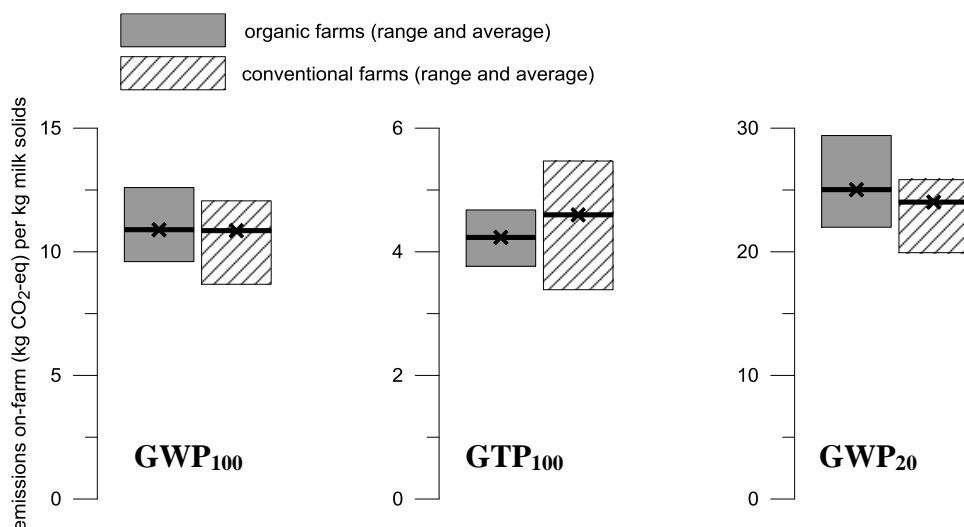 organic farms (range and average)
conventional farms (range and average)
emissions on-farm (kg CO₂-eq) per kg milk solids
15
10
5
0
GWP₁₀₀
6
4
2
0
GTP₁₀₀
30
20
10
0
GWP₂₀